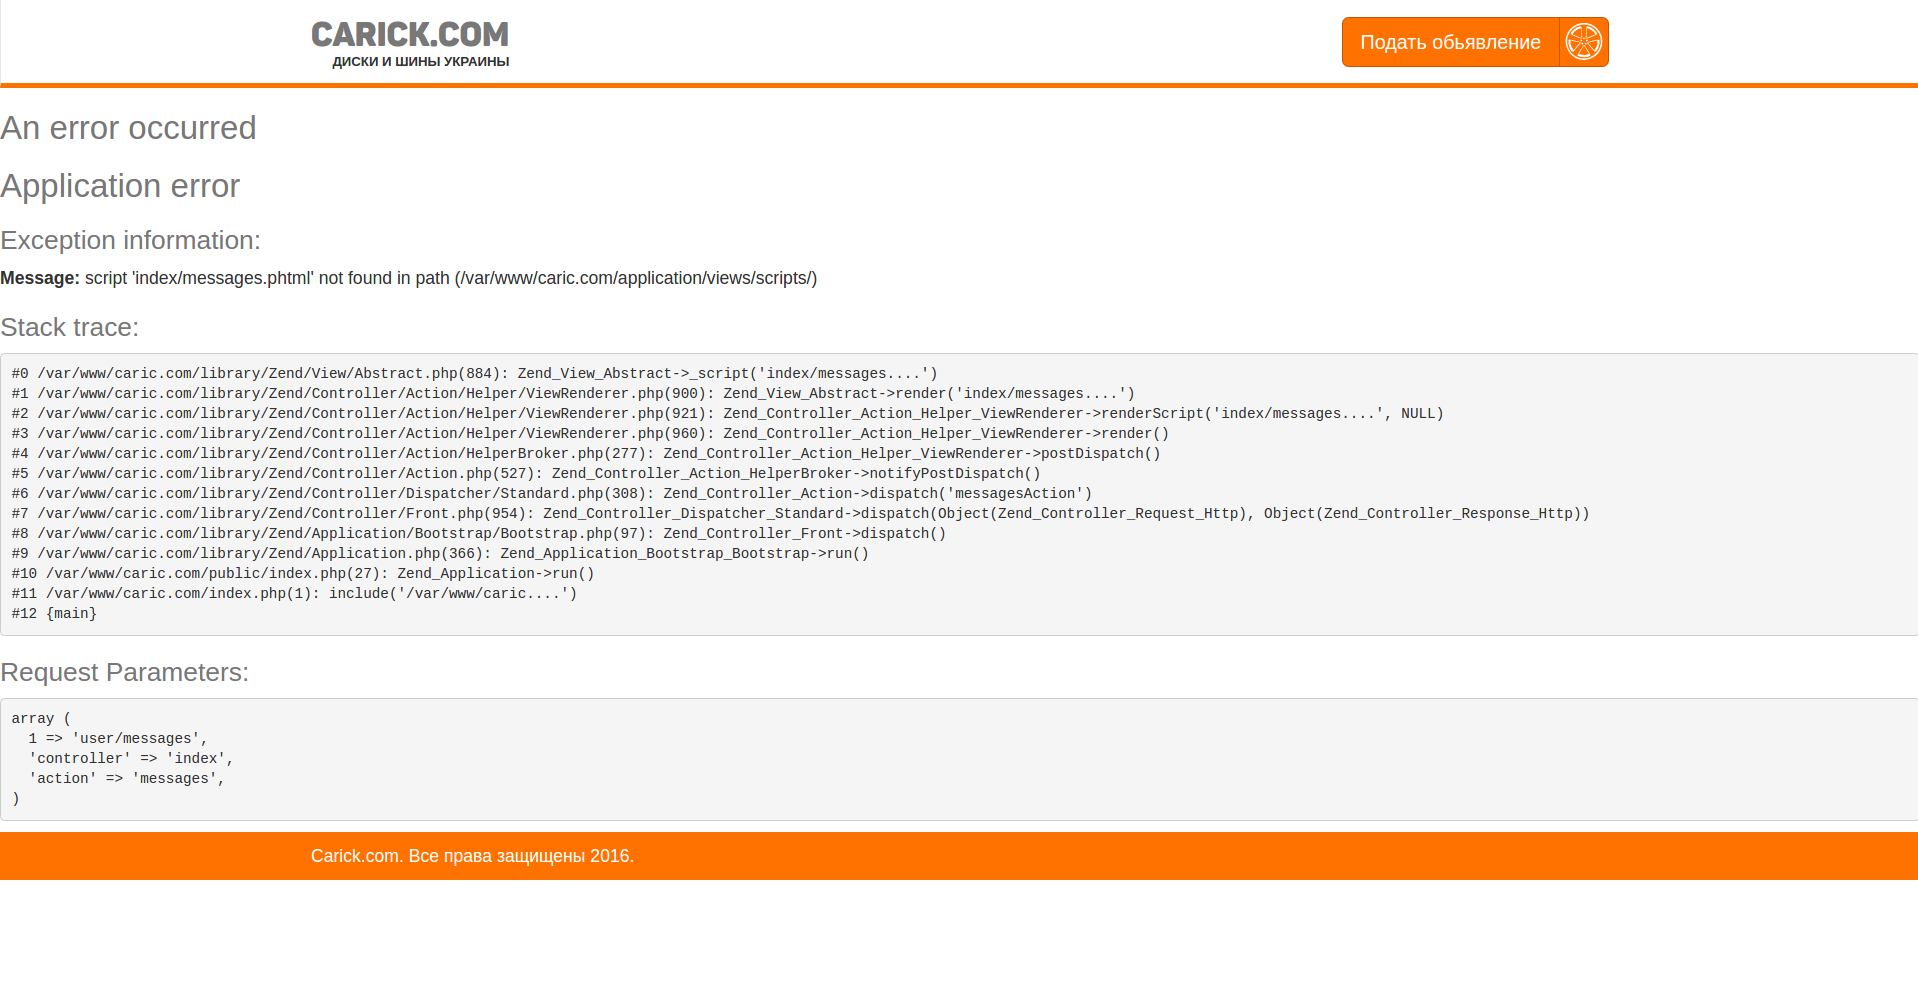 CARICK.COM
ДИСКИ И ШИНЫ УКРАИНЫ
Подать обьявление
An error occurred
Application error
Exception information:
Message: script 'index/messages.phtml' not found in path (/var/www/caric.com/application/views/scripts/)
Stack trace:
#0 /var/www/caric.com/library/Zend/View/Abstract.php(884): Zend_View_Abstract->_script('index/messages....')
#1 /var/www/caric.com/library/Zend/Controller/Action/Helper/ViewRenderer.php(900): Zend_View_Abstract->render('index/messages....')
#2 /var/www/caric.com/library/Zend/Controller/Action/Helper/ViewRenderer.php(921): Zend_Controller_Action_Helper_ViewRenderer->renderScript('index/messages....', NULL)
#3 /var/www/caric.com/library/Zend/Controller/Action/Helper/ViewRenderer.php(960): Zend_Controller_Action_Helper_ViewRenderer->render()
#4 /var/www/caric.com/library/Zend/Controller/Action/HelperBroker.php(277): Zend_Controller_Action_Helper_ViewRenderer->postDispatch()
#5 /var/www/caric.com/library/Zend/Controller/Action.php(527): Zend_Controller_Action_HelperBroker->notifyPostDispatch()
#6 /var/www/caric.com/library/Zend/Controller/Dispatcher/Standard.php(308): Zend_Controller_Action->dispatch('messagesAction')
#7 /var/www/caric.com/library/Zend/Controller/Front.php(954): Zend_Controller_Dispatcher_Standard->dispatch(Object(Zend_Controller_Request_Http), Object(Zend_Controller_Response_Http))
#8 /var/www/caric.com/library/Zend/Application/Bootstrap/Bootstrap.php(97): Zend_Controller_Front->dispatch()
#9 /var/www/caric.com/library/Zend/Application.php(366): Zend_Application_Bootstrap_Bootstrap->run()
#10 /var/www/caric.com/public/index.php(27): Zend_Application->run()
#11 /var/www/caric.com/index.php(1): include('/var/www/caric....')
#12 {main}
Request Parameters:
array (
  1 => 'user/messages',
  'controller' => 'index',
  'action' => 'messages',
)
Carick.com. Все права защищены 2016.